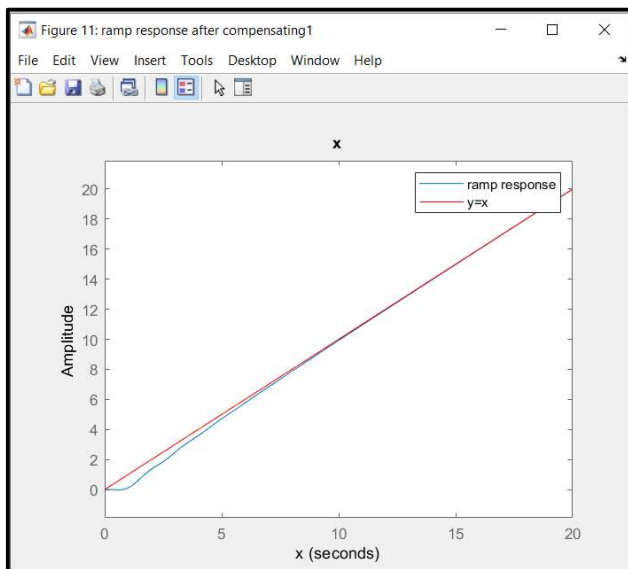 Figure 11: ramp response after compensating1
File Edit View Insert Tools Desktop Window Help
x
ramp response
y=x
20
18
16
14
12
10
8
6
4
2
0
Amplitude
0 5 10 15 20
x (seconds)